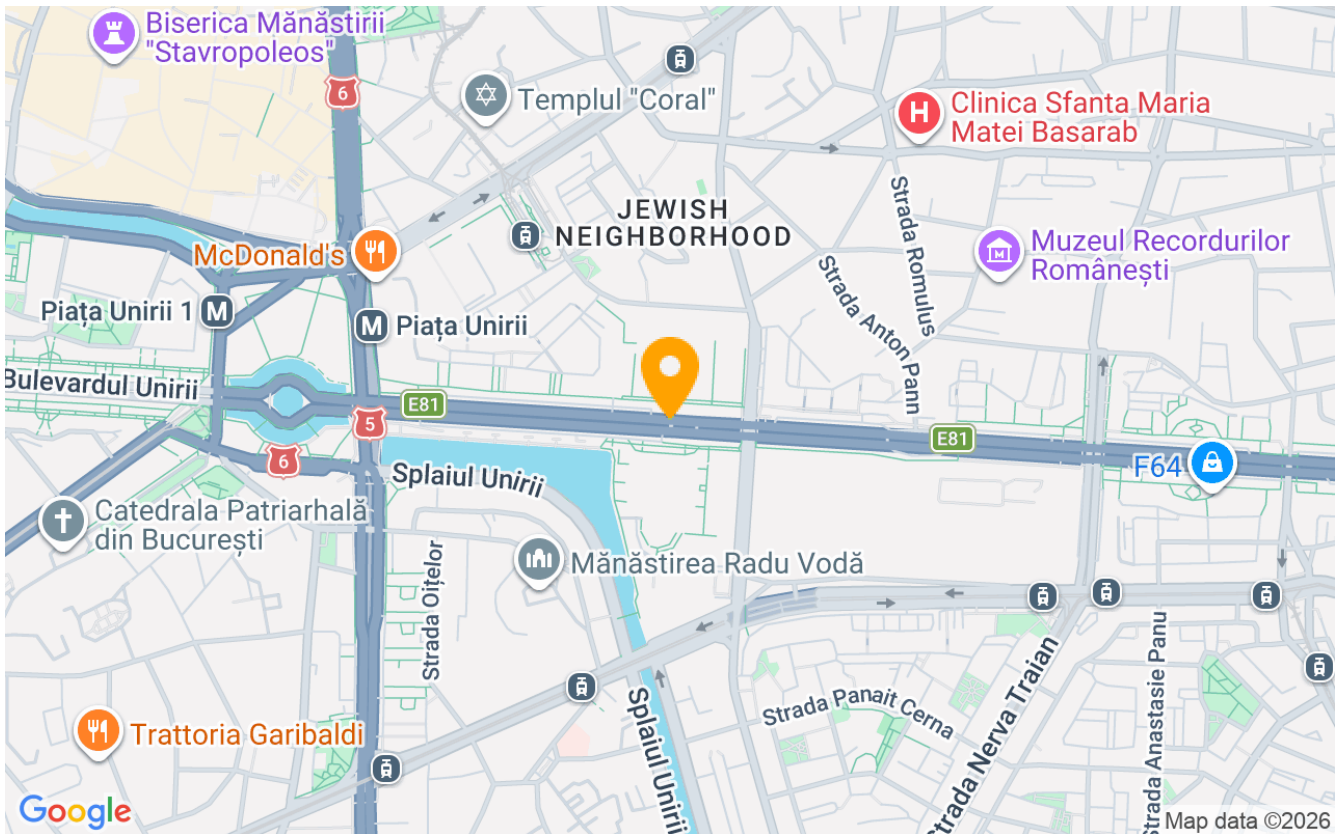 Biserica Mănăstirii
"Stavropoleos"
6
Templul "Coral"
H
Clinica Sfanta Maria
Matei Basarab
JEWISH
NEIGHBORHOOD
Strada Romulus
McDonald's
Muzeul Recordurilor
Românești
Strada Anton Pann
Piața Unirii 1
M
M
Piața Unirii
Bulevardul Unirii
E81
5
E81
6
F64
Splaiul Unirii
Catedrala Patriarhală
din București
Strada Oițelor
Mănăstirea Radu Vodă
Splaiul Unirii
Strada Panait Cerna
Strada Nerva Traian
Strada Anastasie Panu
Trattoria Garibaldi
Google
Map data ©2026